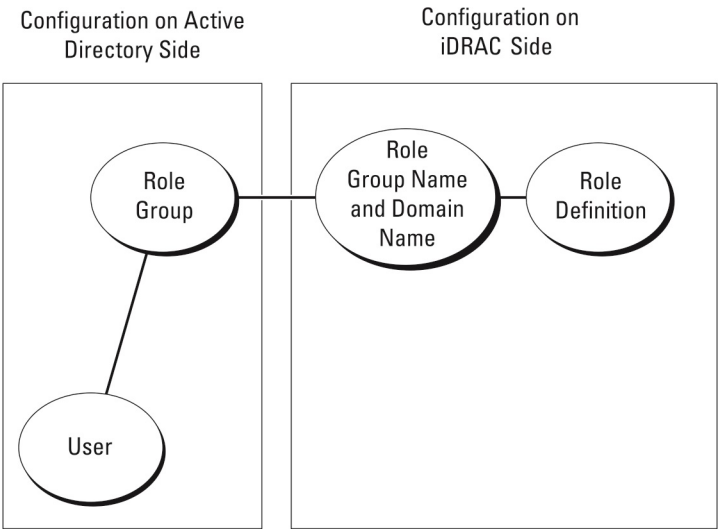 Configuration on Active
Directory Side
Configuration on
iDRAC Side
Role
Group
Role
Group Name
and Domain
Name
Role
Definition
User